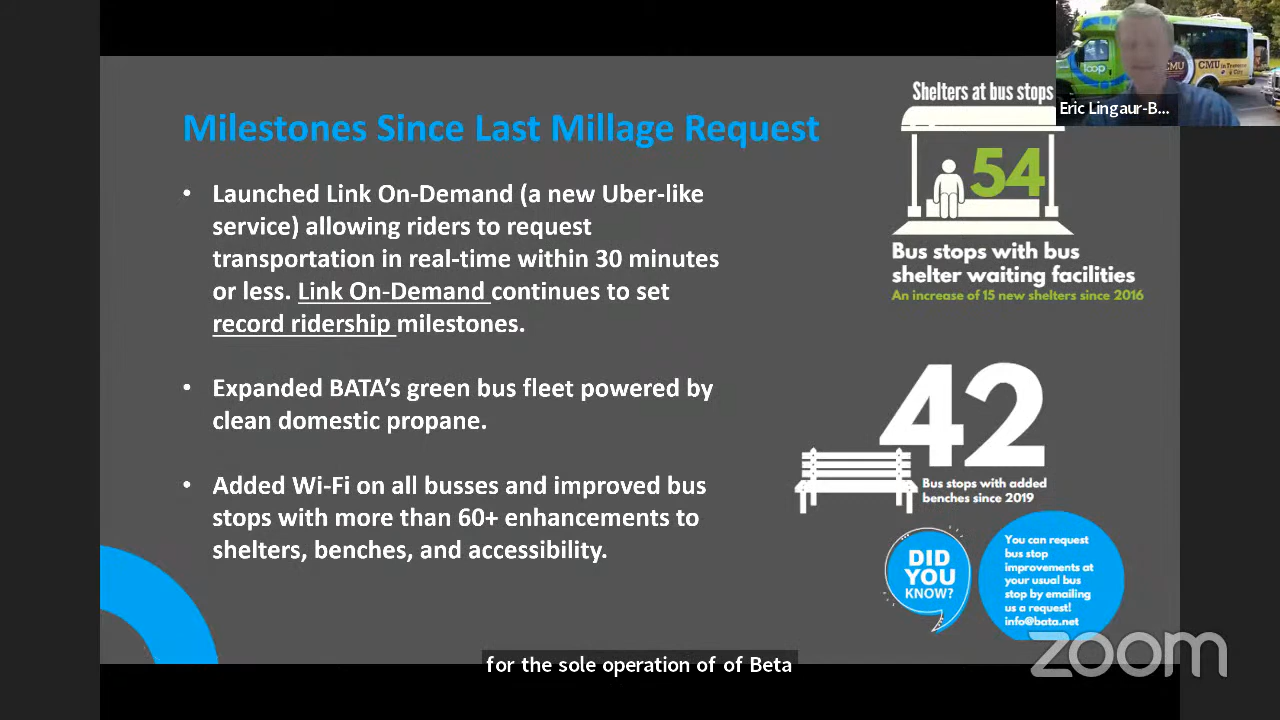 Milestones Since Last Millage Request
• Launched Link On-Demand (a new Uber-like
service) allowing riders to request
transportation in real-time within 30 minutes
or less. Link On-Demand continues to set
record ridership milestones.
• Expanded BATA’s green bus fleet powered by
clean domestic propane.
• Added Wi-Fi on all busses and improved bus
stops with more than 60+ enhancements to
shelters, benches, and accessibility.
Shelters at bus stops
54
Bus stops with bus
shelter waiting facilities
An increase of 15 new shelters since 2016
42
Bus stops with added
benches since 2019
DID
YOU
KNOW?
You can request
bus stop
improvements at
your usual bus
stop by emailing
us a request!
info@bata.net
loop
CMU
CMU
Eric Lingaur-B...
for the sole operation of of Beta
zoom